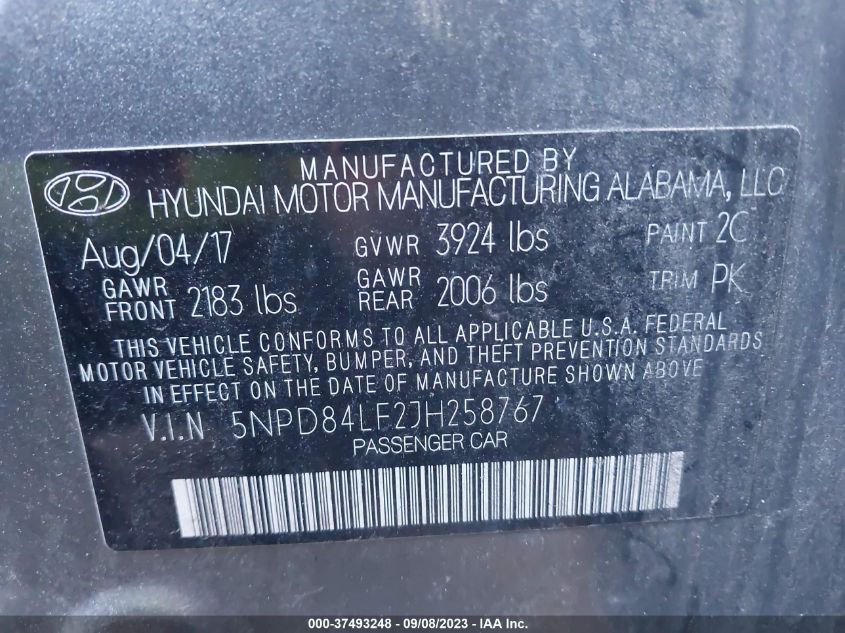 MANUFACTURED BY
HYUNDAI MOTOR MANUFACTURING ALABAMA, LLC
Aug/04/17 GVWR 3924 lbs PAINT 2C
GAWR FRONT 2183 lbs GAWR REAR 2006 lbs TRIM PK
THIS VEHICLE CONFORMS TO ALL APPLICABLE U.S.A. FEDERAL
MOTOR VEHICLE SAFETY, BUMPER, AND THEFT PREVENTION STANDARDS
IN EFFECT ON THE DATE OF MANUFACTURE SHOWN ABOVE.
V.I.N 5NPD84LF2JH258767
PASSENGER CAR
000-37493248 - 09/08/2023 - IAA Inc.